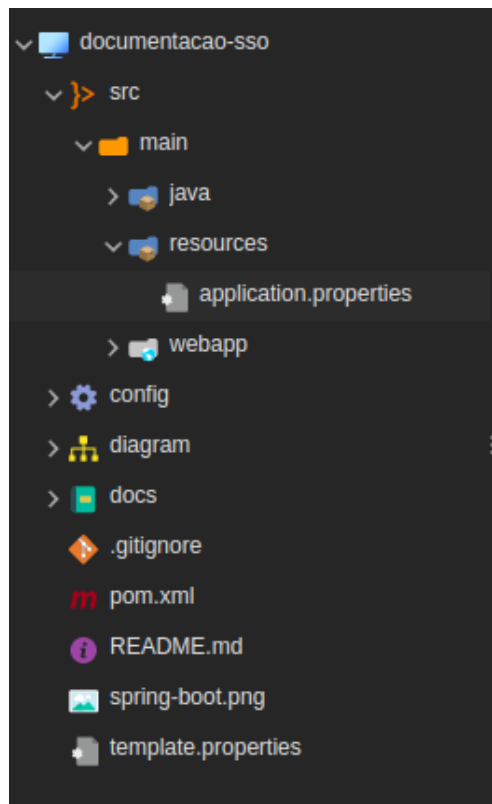 documentacao-sso
src
main
java
resources
application.properties
webapp
config
diagram
docs
.gitignore
pom.xml
README.md
spring-boot.png
template.properties